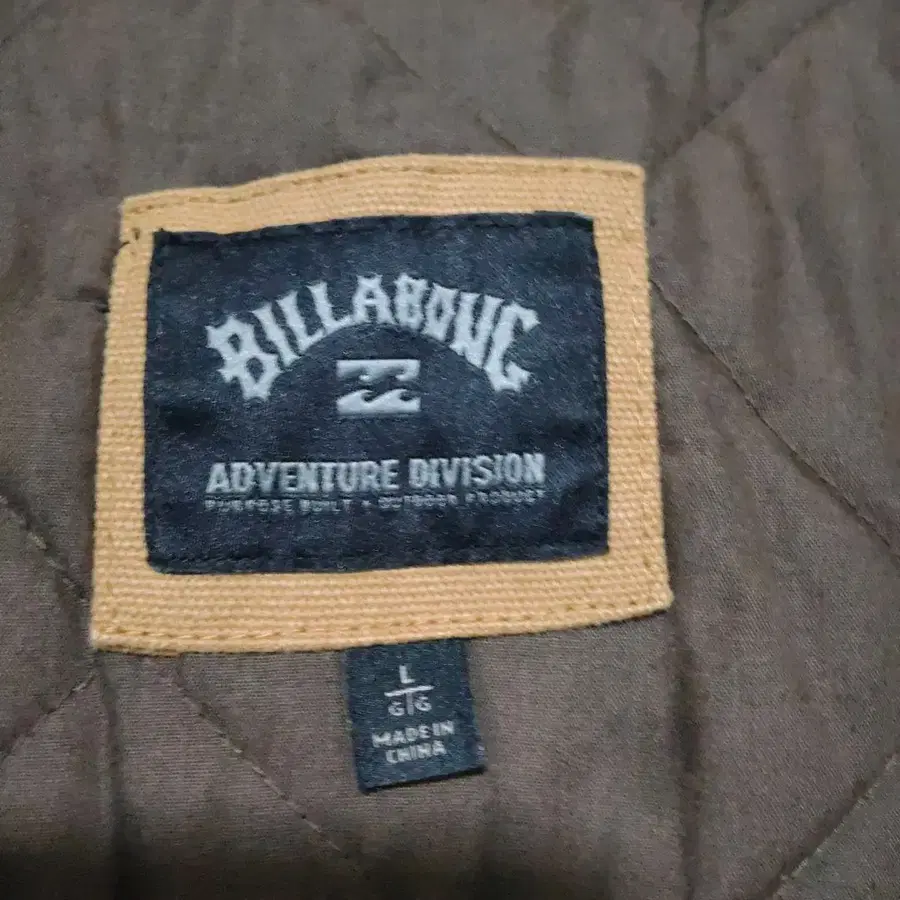 BILLABONG
ADVENTURE DIVISION
PURPOSE BUILT • OUTDOOR PRODUCT
L
G|G
MADE IN
CHINA